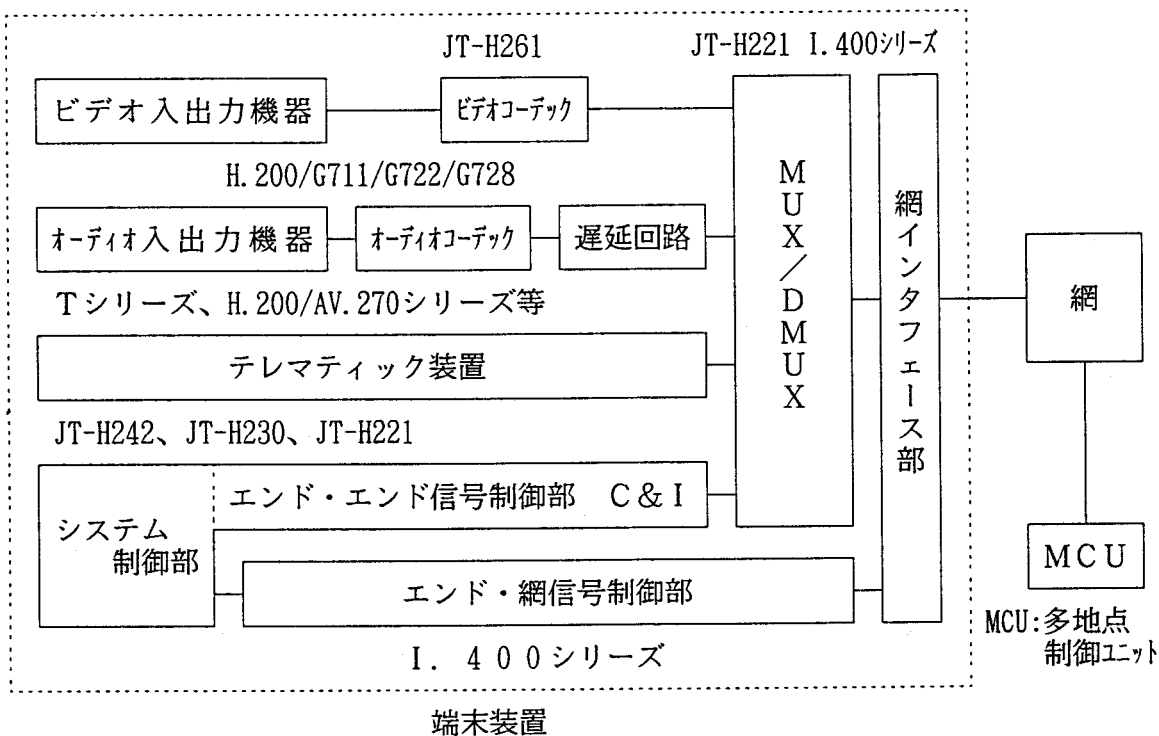 JT-H261
JT-H221 I.400シリーズ
ビデオ入出力機器
ビデオコーデック
H.200/G711/G722/G728
オーディオ入出力機器
オーディオコーデック
遅延回路
Tシリーズ、H.200/AV.270シリーズ等
テレマティック装置
JT-H242、JT-H230、JT-H221
エンド・エンド信号制御部 C&I
システム
制御部
エンド・網信号制御部
I. 400シリーズ
MUX/DMUX
網インタフェース部
網
MCU
MCU:多地点
制御ユニット
端末装置